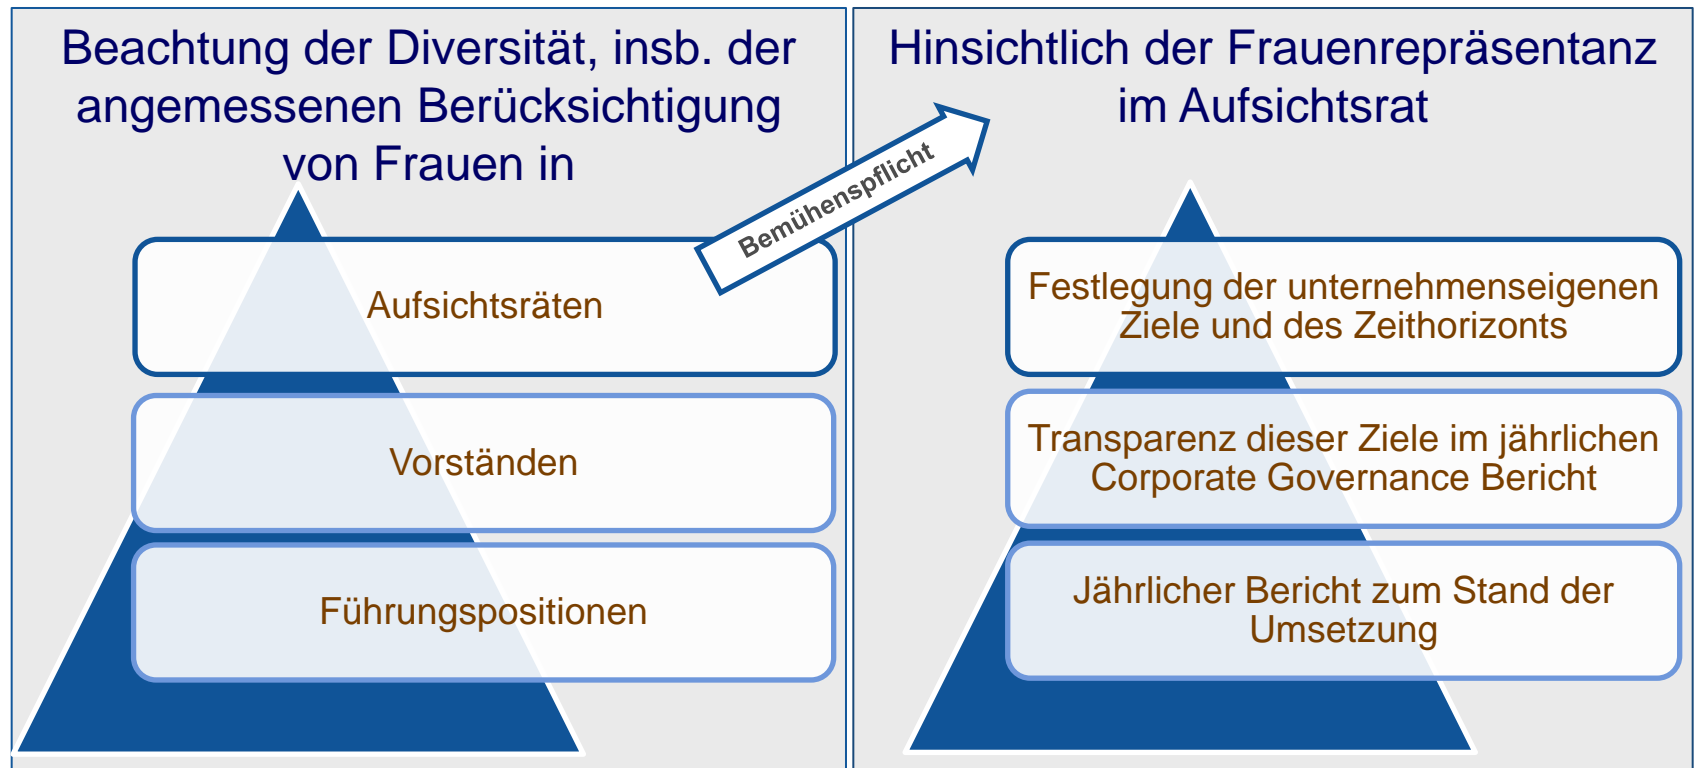 Beachtung der Diversität, insb. der
angemessenen Berücksichtigung
von Frauen in
Aufsichtsräten
Vorständen
Führungspositionen
Bemühenspflicht
Hinsichtlich der Frauenrepräsentanz
im Aufsichtsrat
Festlegung der unternehmenseigenen
Ziele und des Zeithorizonts
Transparenz dieser Ziele im jährlichen
Corporate Governance Bericht
Jährlicher Bericht zum Stand der
Umsetzung